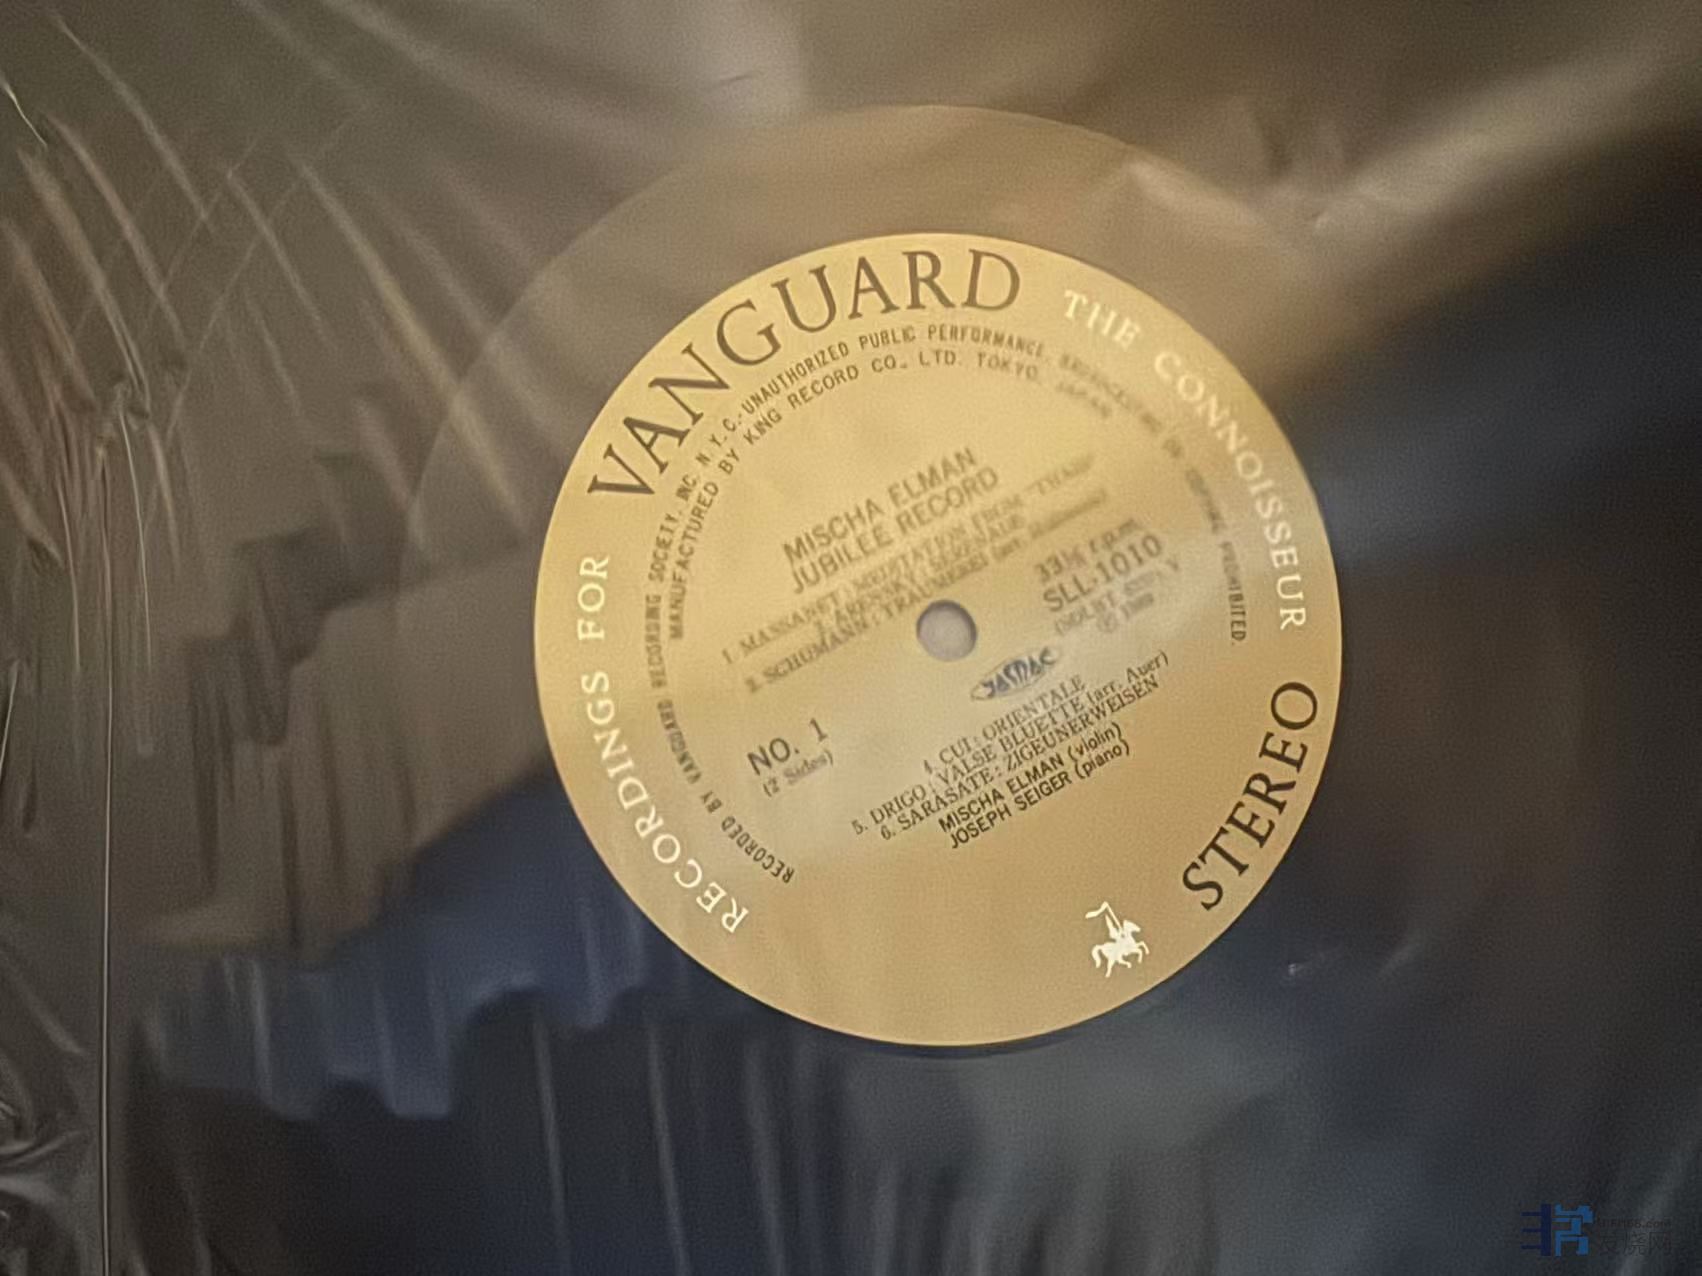 VANGUARD
RECORDINGS FOR THE CONNOISSEUR
STEREO
RECORDED BY VANGUARD RECORDING SOCIETY, INC. N.Y.C.-UNAUTHORIZED PUBLIC PERFORMANCE, BROADCASTING OR COPYING PROHIBITED.
MANUFACTURED BY KING RECORD CO., LTD. TOKYO, JAPAN
MISCHA ELMAN
JUBILEE RECORD
1. MASSANET: MEDITATION FROM "THAIS"
2. ARENSKY: SERENADE
3. SCHUMANN: TRAUMEREI (arr.
33⅓ r.p.m.
SLL-1010
JASRAC
NO. 1
(2 Sides)
4. CUI: ORIENTALE
5. DRIGO: VALSE BLUETTE (arr. Auer)
6. SARASATE: ZIGEUNERWEISEN
MISCHA ELMAN (violin)
JOSEPH SEIGER (piano)